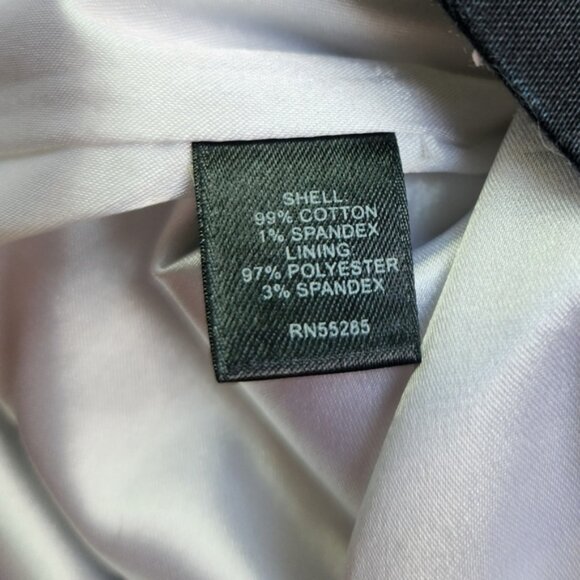 SHELL
99% COTTON
1% SPANDEX
LINING
97% POLYESTER
3% SPANDEX
RN55285